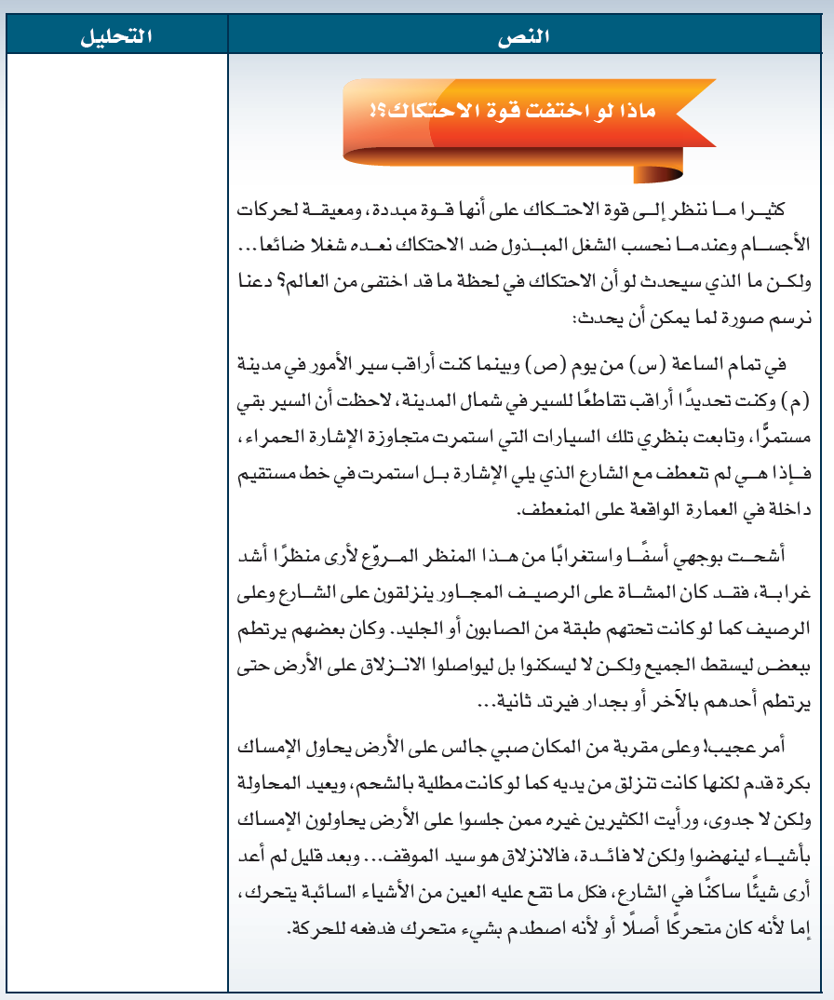 النص
التحليل
ماذا لو اختفت قوة الاحتكاك؟!
كثيرا ما ننظر إلى قوة الاحتكاك على أنها قوة مبددة، ومعيقة لحركات
الأجسام وعندما نحسب الشغل المبذول ضد الاحتكاك نعده شغلا ضائعا...
ولكن ما الذي سيحدث لو أن الاحتكاك في لحظة ما قد اختفى من العالم؟ دعنا
نرسم صورة لما يمكن أن يحدث:
في تمام الساعة (س) من يوم (ص) وبينما كنت أراقب سير الأمور في مدينة
(م) وكنت تحديدًا أراقب تقاطعًا للسير في شمال المدينة، لاحظت أن السير بقي
مستمرًّا، وتابعت بنظري تلك السيارات التي استمرت متجاوزة الإشارة الحمراء،
فإذا هي لم تنعطف مع الشارع الذي يلي الإشارة بل استمرت في خط مستقيم
داخلة في العمارة الواقعة على المنعطف.
أشحت بوجهي أسفًا واستغرابًا من هذا المنظر المروّع لأرى منظرًا أشد
غرابة، فقد كان المشاة على الرصيف المجاور ينزلقون على الشارع وعلى
الرصيف كما لو كانت تحتهم طبقة من الصابون أو الجليد. وكان بعضهم يرتطم
ببعض ليسقط الجميع ولكن لا ليسكنوا بل ليواصلوا الانزلاق على الأرض حتى
يرتطم أحدهم بالآخر أو بجدار فيرتد ثانية...
أمر عجيب! وعلى مقربة من المكان صبي جالس على الأرض يحاول الإمساك
بكرة قدم لكنها كانت تنزلق من يديه كما لو كانت مطلية بالشحم، ويعيد المحاولة
ولكن لا جدوى، ورأيت الكثيرين غيره ممن جلسوا على الأرض يحاولون الإمساك
بأشياء لينهضوا ولكن لا فائدة، فالانزلاق هو سيد الموقف... وبعد قليل لم أعد
أرى شيئًا ساكنًا في الشارع، فكل ما تقع عليه العين من الأشياء السائبة يتحرك،
إما لأنه كان متحركًا أصلًا أو لأنه اصطدم بشيء متحرك فدفعه للحركة.